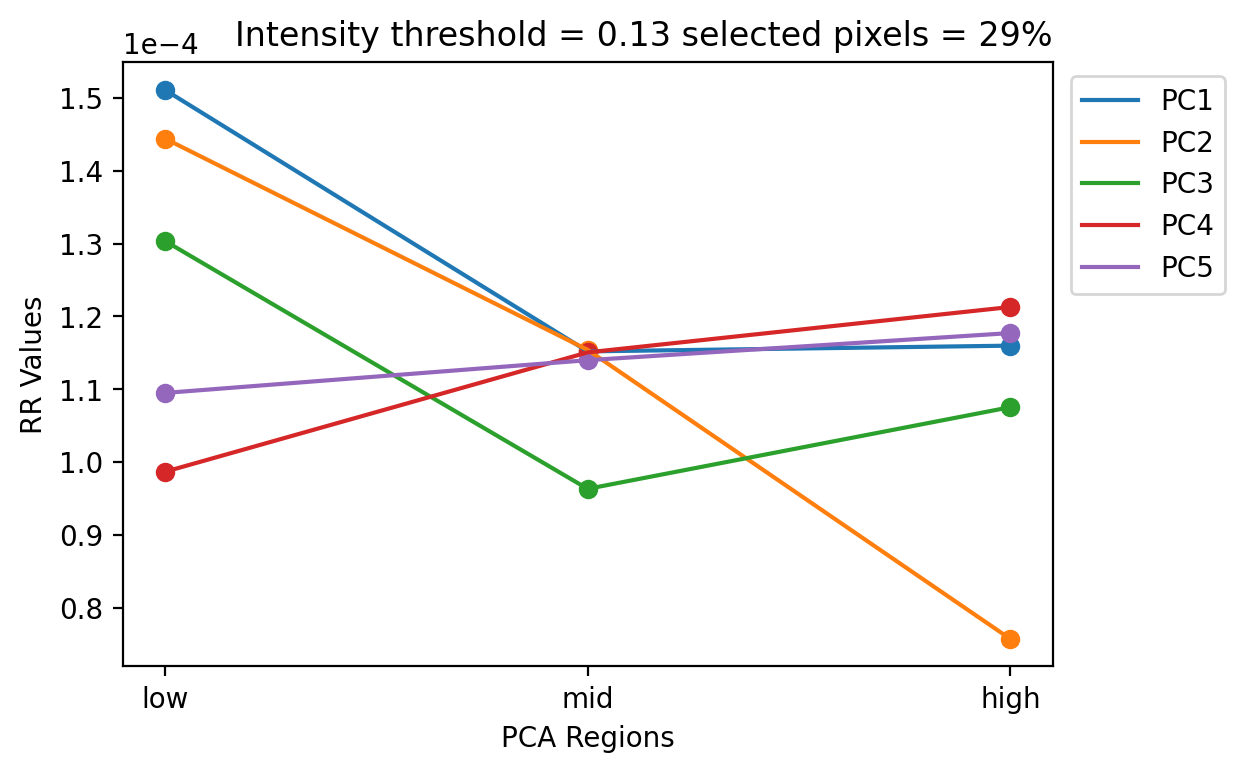 1e−4
Intensity threshold = 0.13 selected pixels = 29%
1.5
1.4
1.3
1.2
1.1
1.0
0.9
0.8
RR Values
low
mid
high
PCA Regions
PC1
PC2
PC3
PC4
PC5